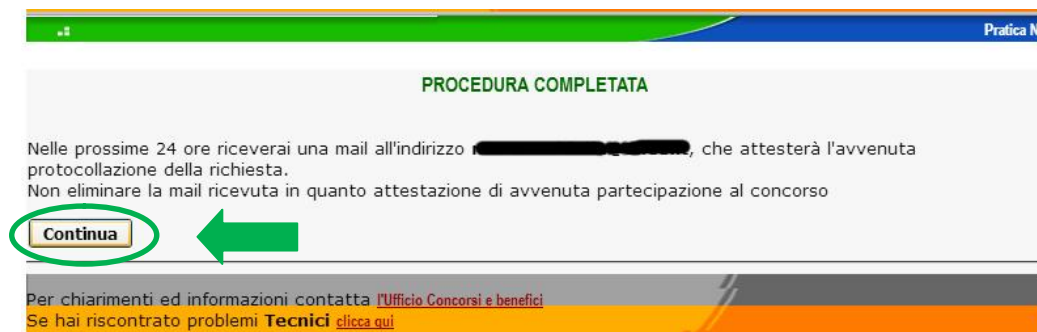 Pratica N
PROCEDURA COMPLETATA
Nelle prossime 24 ore riceverai una mail all'indirizzo , che attesterà l'avvenuta
protocollazione della richiesta.
Non eliminare la mail ricevuta in quanto attestazione di avvenuta partecipazione al concorso
Continua
Per chiarimenti ed informazioni contatta l'Ufficio Concorsi e benefici
Se hai riscontrato problemi Tecnici clicca qui